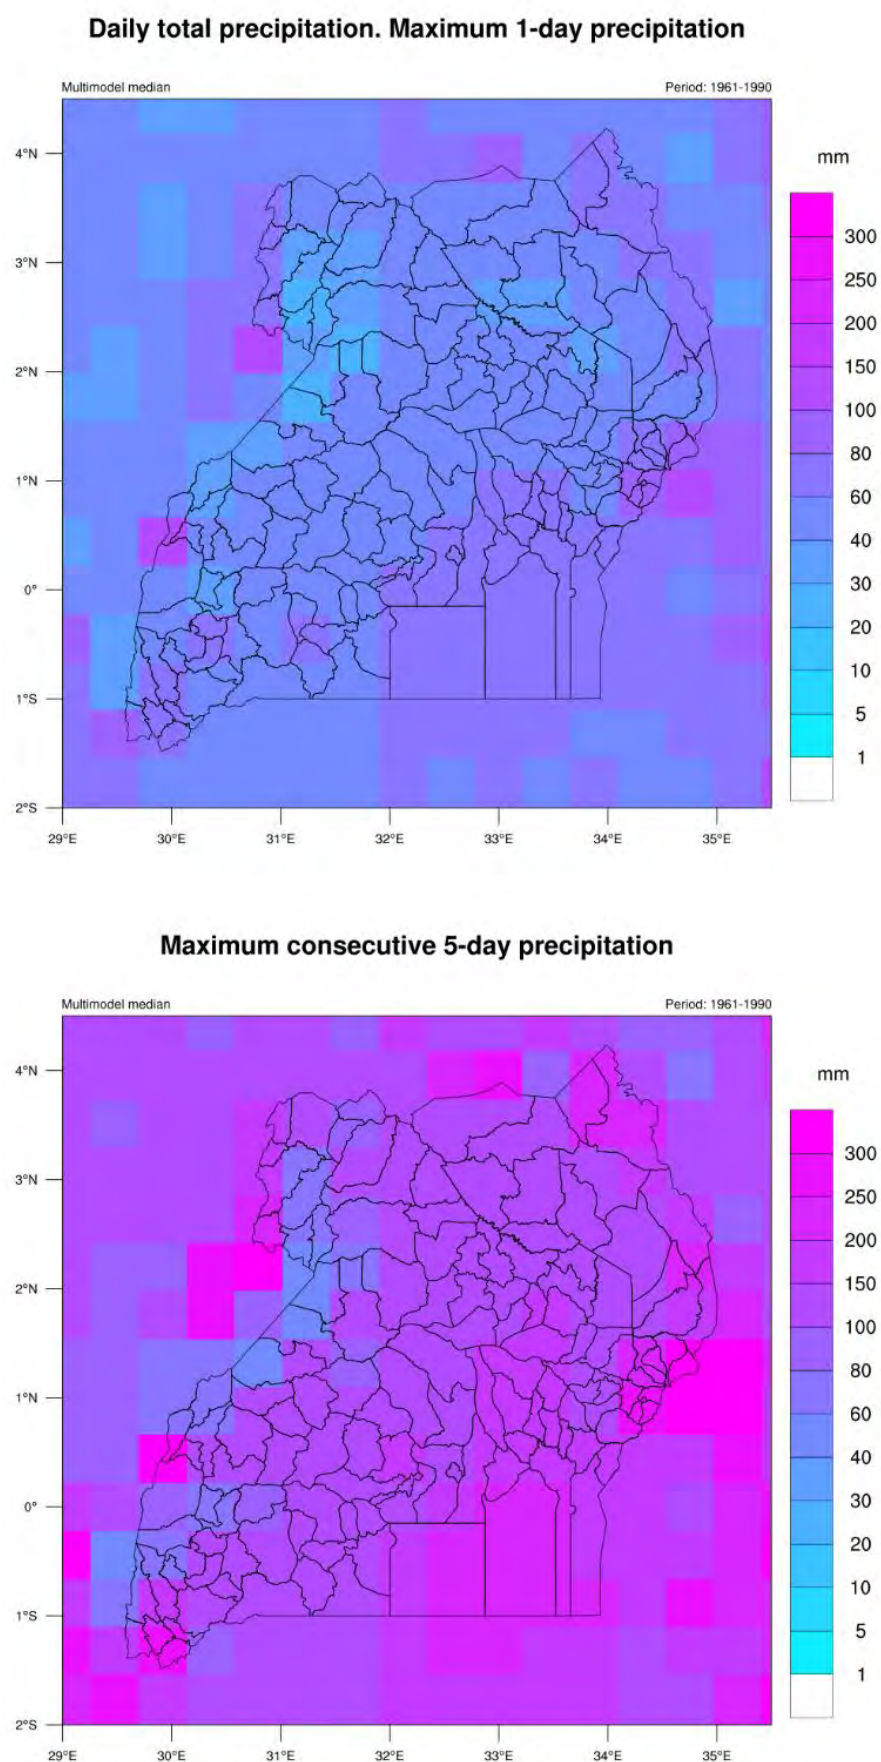 Daily total precipitation. Maximum 1-day precipitation
Multimodel median
Period: 1961-1990
mm
4°N
3°N
2°N
1°N
0°
1°S
2°S
29°E
30°E
31°E
32°E
33°E
34°E
35°E
300
250
200
150
100
80
60
40
30
20
10
5
1
Maximum consecutive 5-day precipitation
Multimodel median
Period: 1961-1990
mm
4°N
3°N
2°N
1°N
0°
1°S
2°S
29°E
30°E
31°E
32°E
33°E
34°E
35°E
300
250
200
150
100
80
60
40
30
20
10
5
1